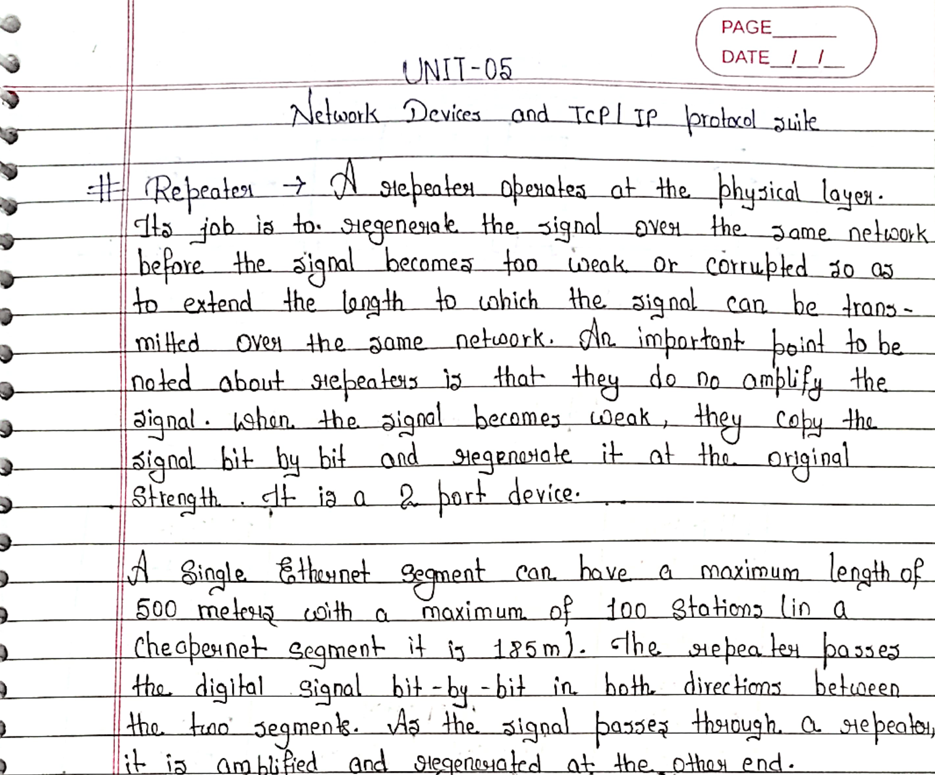 PAGE______
DATE__/__/__
UNIT-05
Network Devices and TCP/IP protocol suite
# Repeater → A repeater operates at the physical layer.
Its job is to. regenerate the signal over the same network
before the signal becomes too weak or corrupted so as
to extend the length to which the signal can be trans-
mitted over the same network. An important point to be
noted about repeaters is that they do no amplify the
signal. When the signal becomes weak, they copy the
signal bit by bit and regenerate it at the original
Strength. It is a 2 port device.
A Single Ethernet segment can have a maximum length of
500 meters with a maximum of 100 Stations (in a
cheapernet segment it is 185m). The repeater passes
the digital signal bit-by-bit in both directions between
the two segments. As the signal passes through a repeator,
it is amplified and regenerated at the other end.